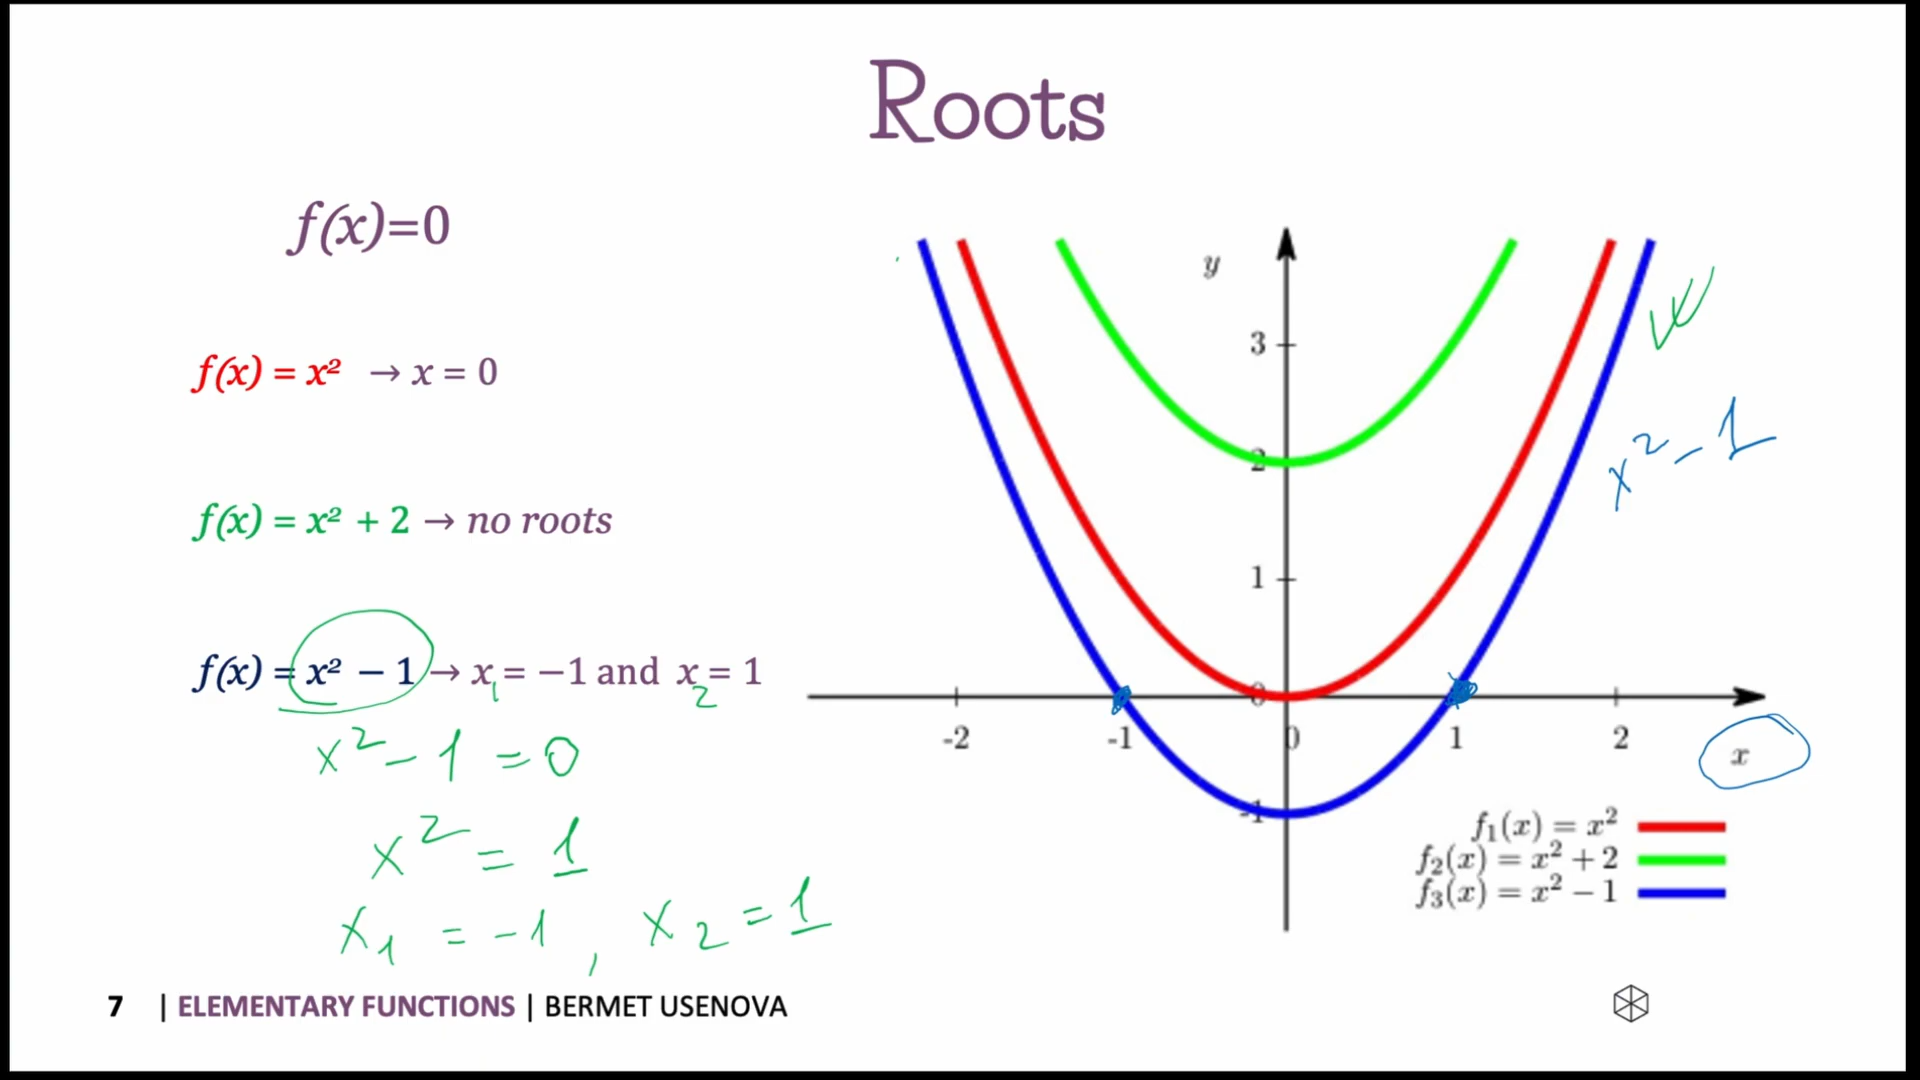 Roots
f(x)=0
f(x) = x² → x = 0
f(x) = x² + 2 → no roots
f(x) = x² − 1 → x₁ = −1 and x₂ = 1
x² − 1 = 0
x² = 1
x₁ = −1 , x₂ = 1
y
3
2
1
0
-1
-2 -1 0 1 2
x
x² − 1
f₁(x) = x²
f₂(x) = x² + 2
f₃(x) = x² − 1
7 | ELEMENTARY FUNCTIONS | BERMET USENOVA